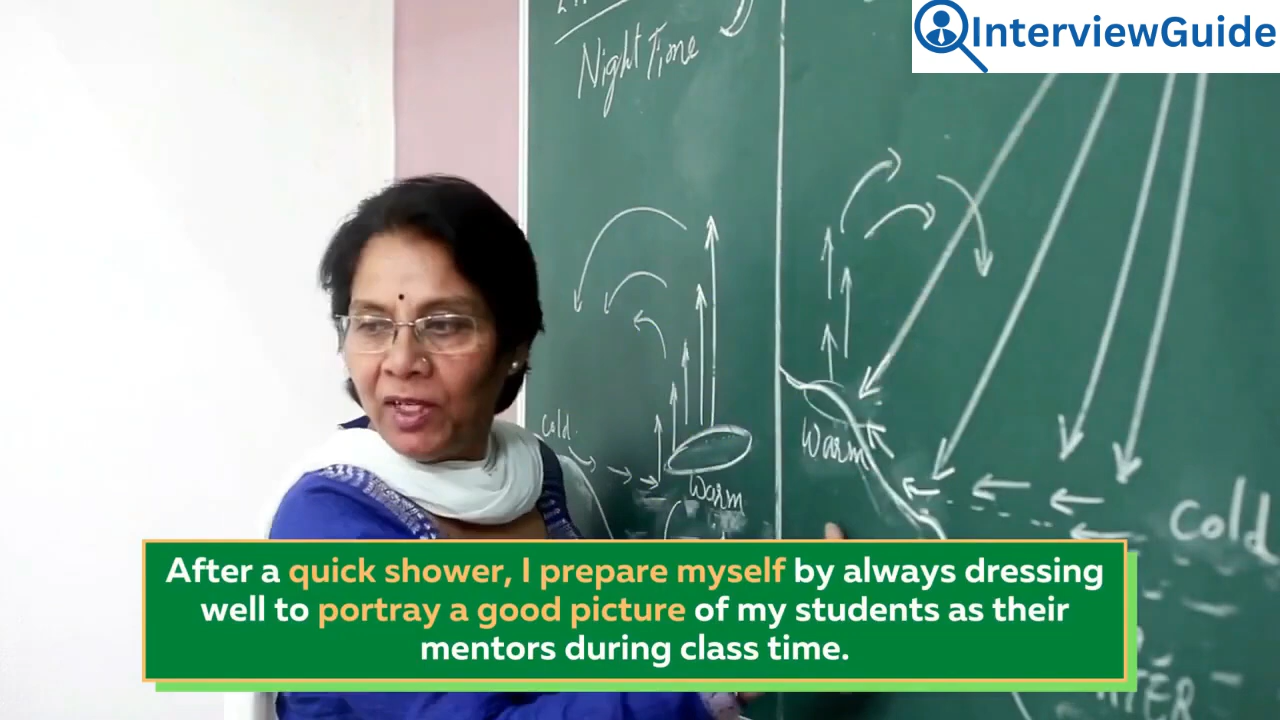 InterviewGuide
Night Time
cold
Warm
Warm
cold
After a quick shower, I prepare myself by always dressing
well to portray a good picture of my students as their
mentors during class time.